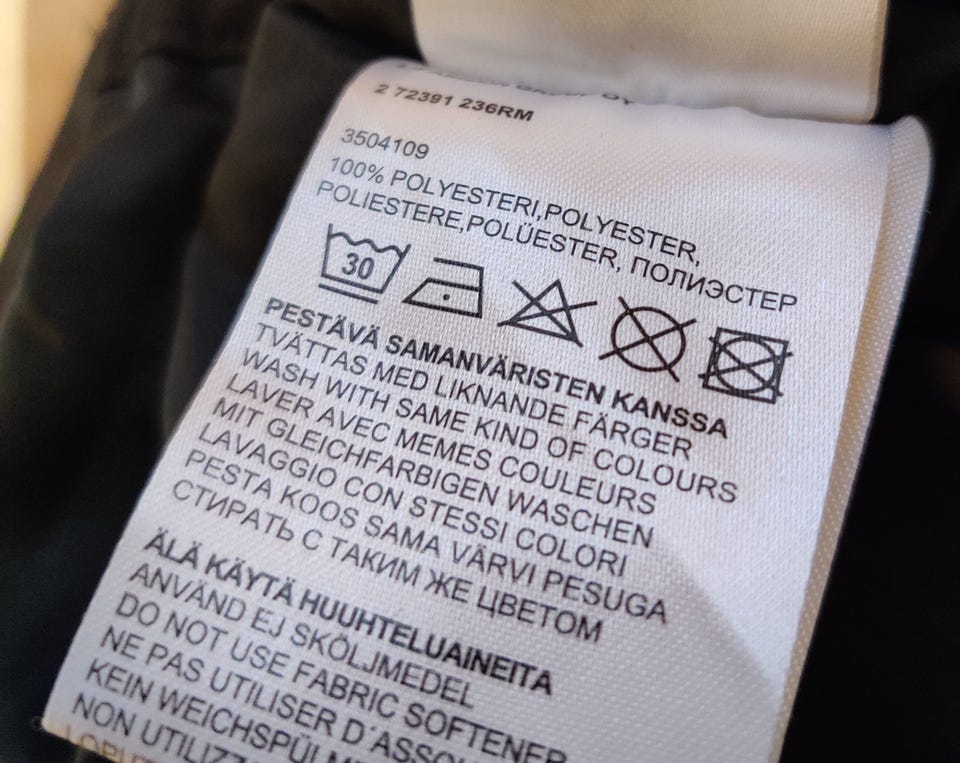 2 72391 236RM
3504109
100% POLYESTERI,POLYESTER,
POLIESTERE,POLÜESTER, ПОЛИЭСТЕР
30
PESTÄVÄ SAMANVÄRISTEN KANSSA
TVÄTTAS MED LIKNANDE FÄRGER
WASH WITH SAME KIND OF COLOURS
LAVER AVEC MEMES COULEURS
MIT GLEICHFARBIGEN WASCHEN
LAVAGGIO CON STESSI COLORI
PESTA KOOS SAMA VÄRVI PESUGA
СТИРАТЬ С ТАКИМ ЖЕ ЦВЕТОМ
ÄLÄ KÄYTÄ HUUHTELUAINEITA
ANVÄND EJ SKÖLJMEDEL
DO NOT USE FABRIC SOFTENER
NE PAS UTILISER D´ASSO
KEIN WEICHSPÜLM
NON UTILIZZ